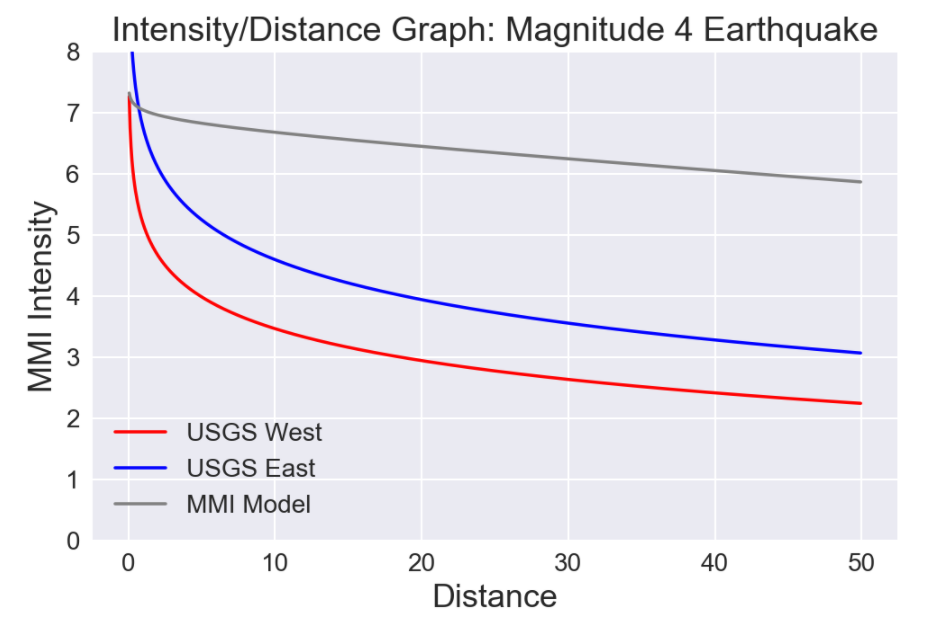 Intensity/Distance Graph: Magnitude 4 Earthquake
8
7
6
5
4
3
2
1
0
MMI Intensity
USGS West
USGS East
MMI Model
0 10 20 30 40 50
Distance